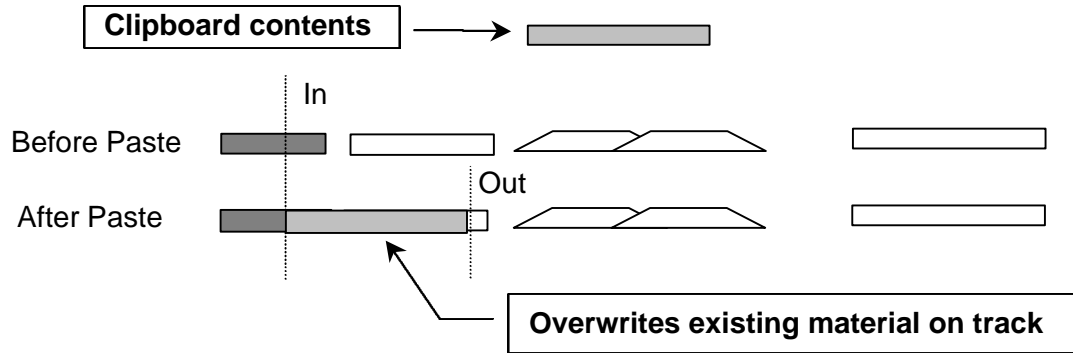 Clipboard contents
In
Before Paste
Out
After Paste
Overwrites existing material on track